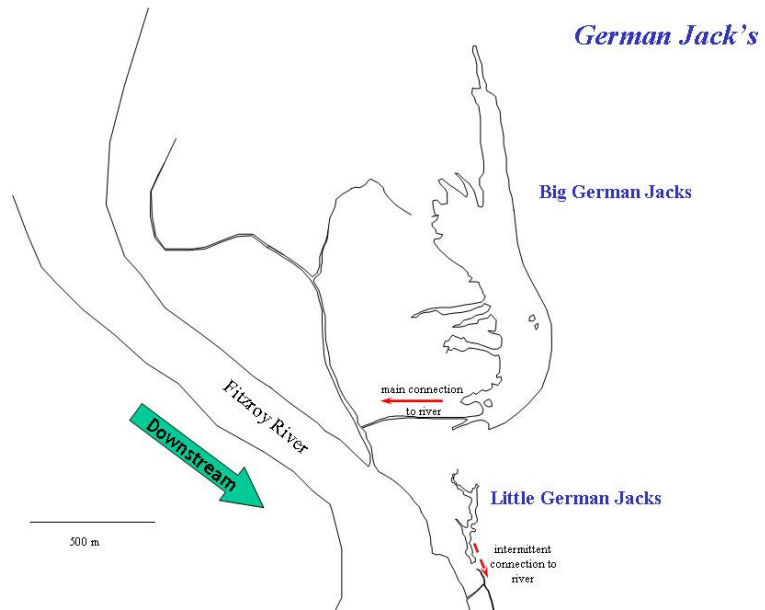 German Jack's
Big German Jacks
main connection
to river
Fitzroy River
Downstream
Little German Jacks
500 m
intermittent
connection to
river